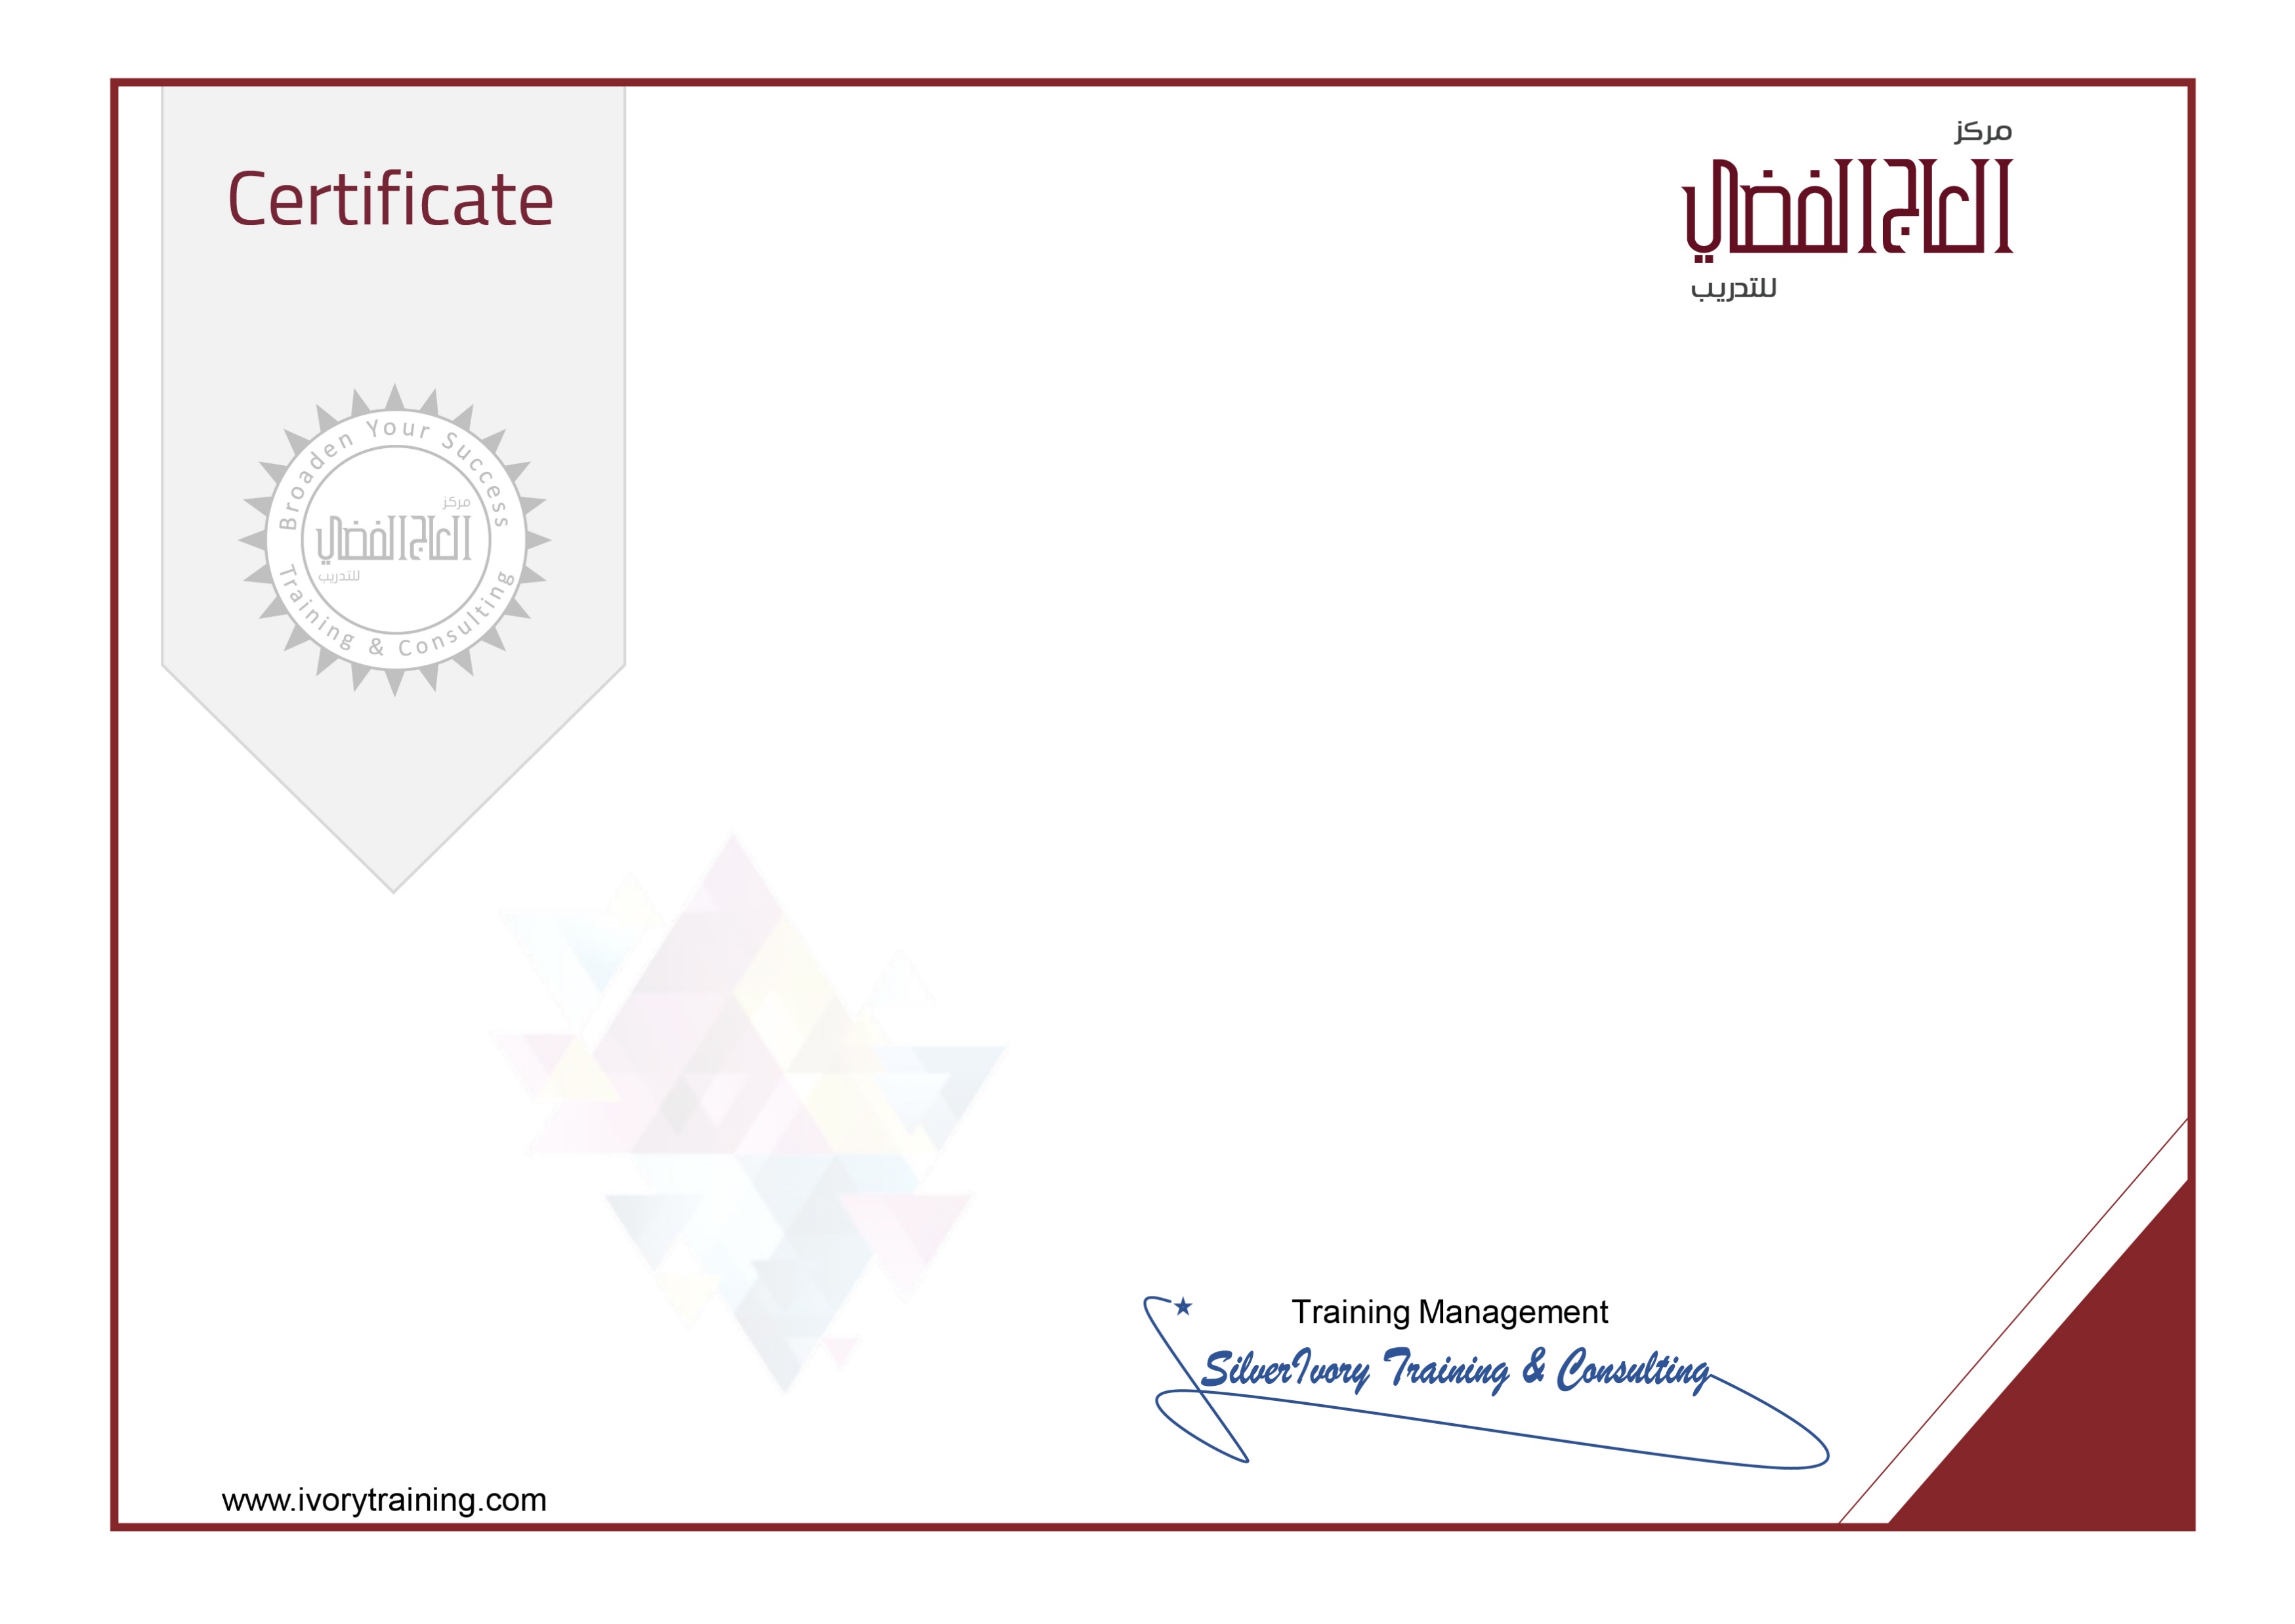 Certificate
مركز
العاج الفضي
للتدريب
Broaden Your Success
مركز
العاج الفضي
للتدريب
Training & Consulting
Training Management
SilverIvory Training & Consulting
www.ivorytraining.com